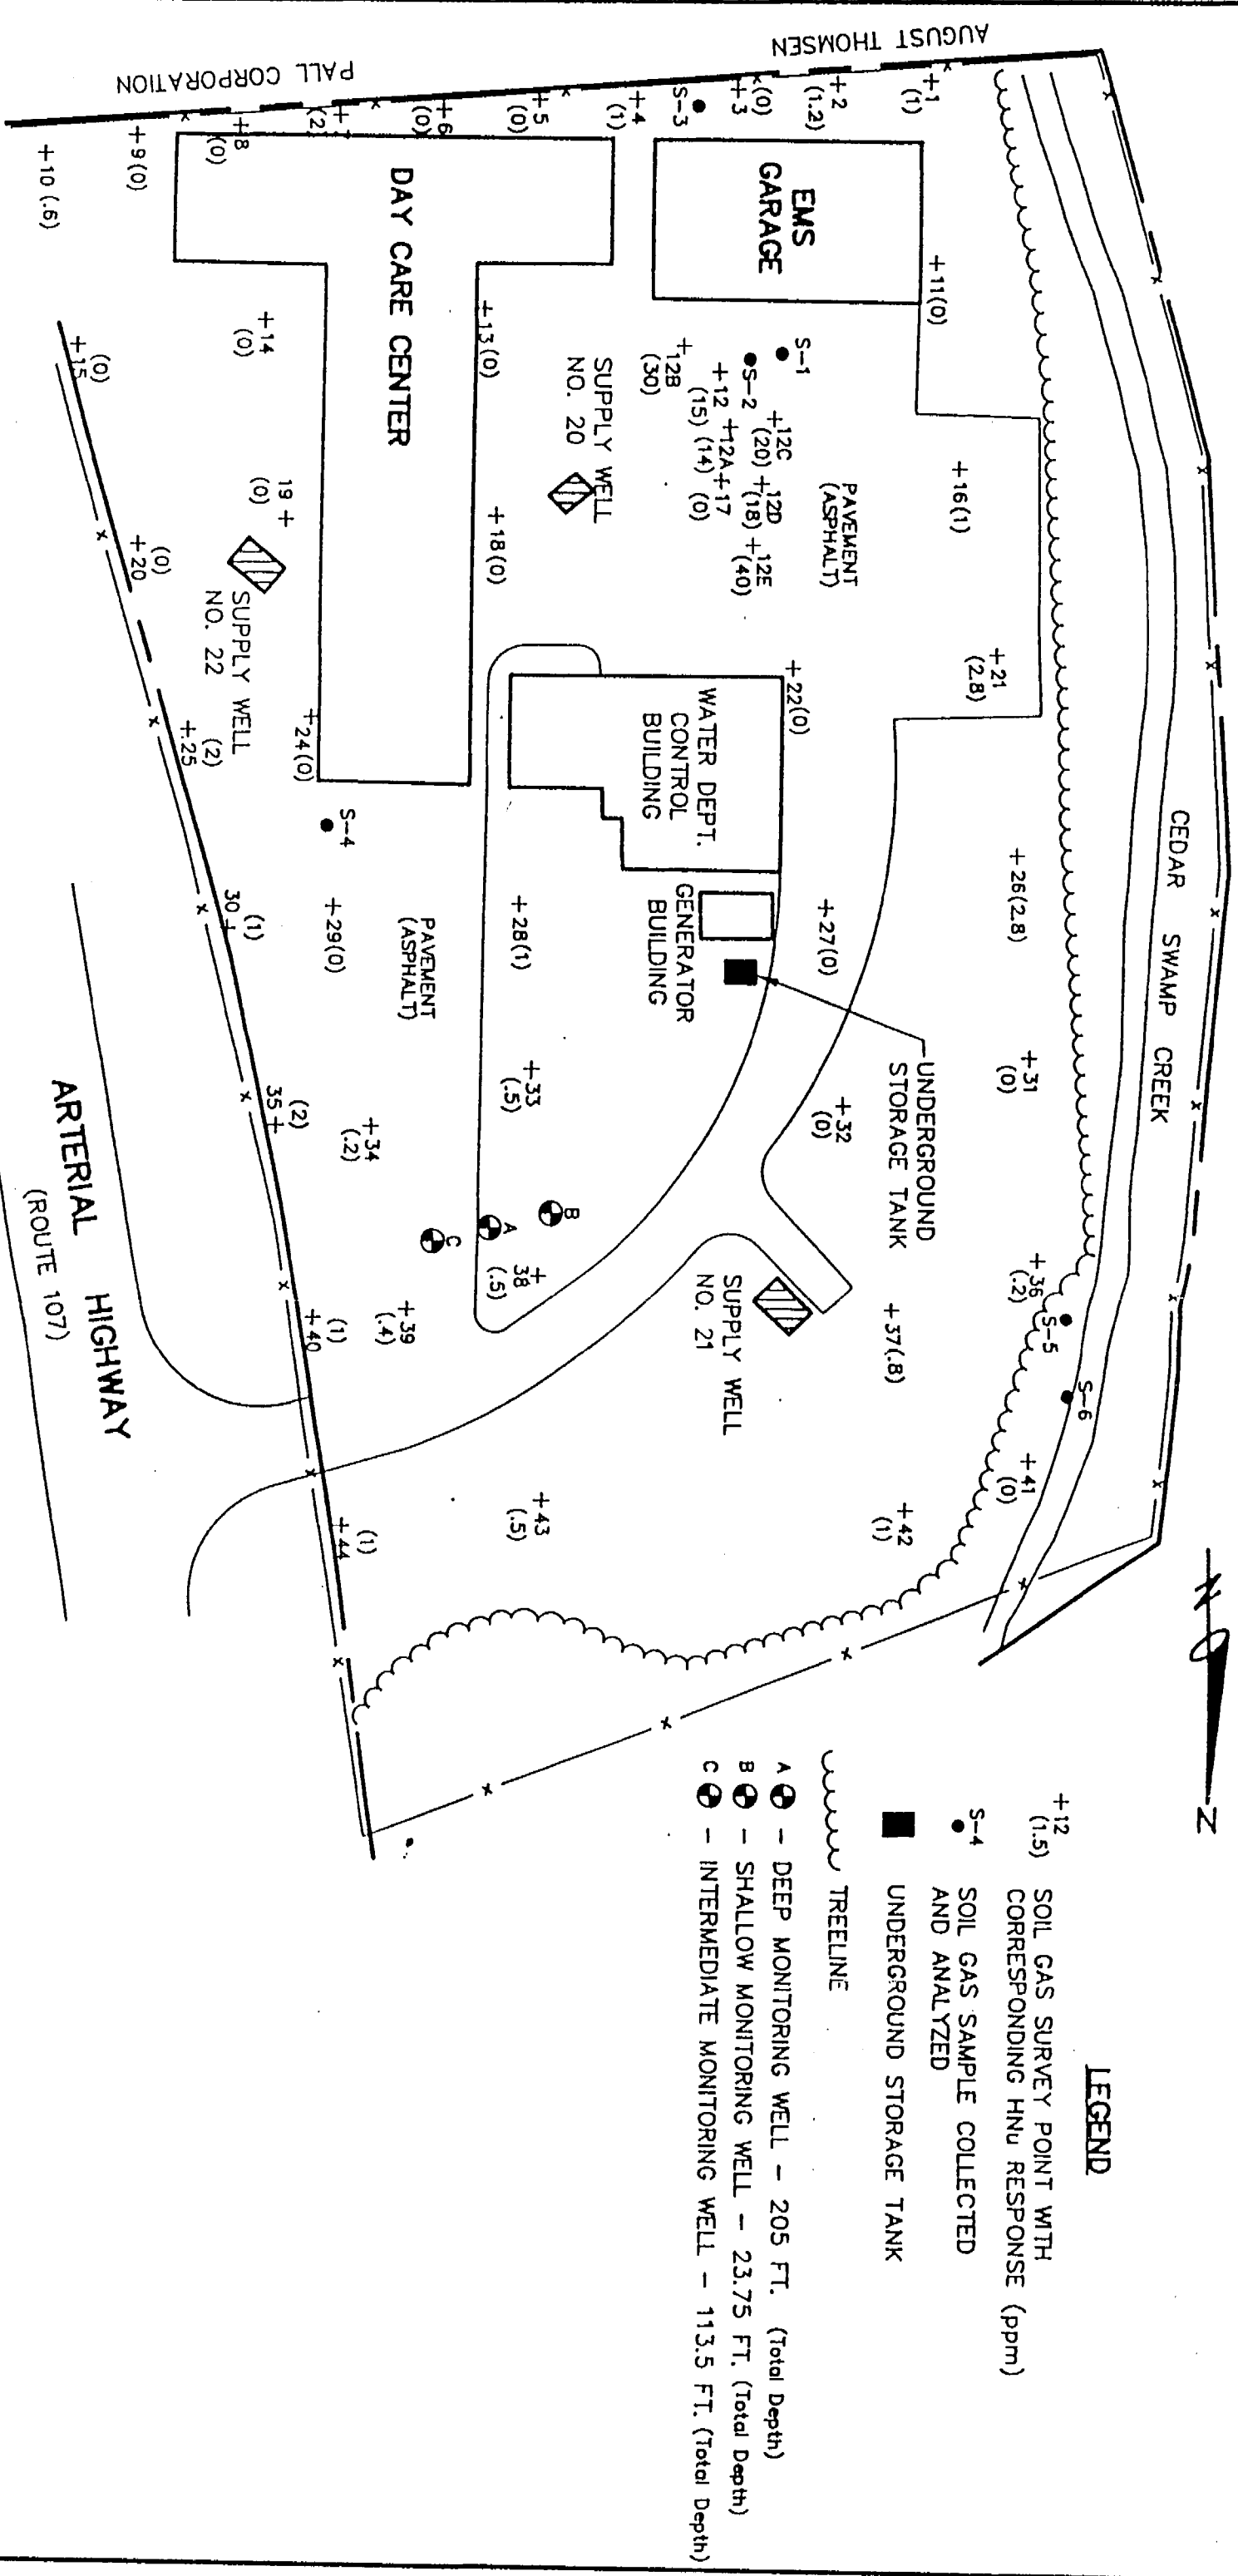 AUGUST THOMSEN
PALL CORPORATION
CEDAR SWAMP CREEK
+1
(1)
+2
(1.2)
+3
(0)
S-3
+4
(1)
+5
(0)
+6
(0)
+7
(2)
+8
(0)
+9(0)
+10(.6)
EMS
GARAGE
DAY CARE CENTER
+11(0)
S-1
S-2
+12
(15)
+12A
(14)
+12B
(30)
+12C
(20)
+12D
(18)
+12E
(40)
+17
(0)
+13(0)
+14
(0)
+15
(0)
+16(1)
PAVEMENT
(ASPHALT)
SUPPLY WELL
NO. 20
+18(0)
19 +
(0)
+20
(0)
SUPPLY WELL
NO. 22
+21
(2.8)
+22(0)
WATER DEPT.
CONTROL
BUILDING
+24(0)
+25
(2)
S-4
+26(2.8)
+27(0)
GENERATOR
BUILDING
+28(1)
PAVEMENT
(ASPHALT)
+29(0)
30 +
(1)
UNDERGROUND
STORAGE TANK
+31
(0)
+32
(0)
+33
(.5)
+34
(.2)
35 +
(2)
+36
(.2)
S-5
S-6
+37(.8)
SUPPLY WELL
NO. 21
B
A
C
+
38
(.5)
+39
(.4)
+40
(1)
+41
(0)
+42
(1)
+43
(.5)
+44
(1)
ARTERIAL HIGHWAY
(ROUTE 107)
N
LEGEND
+12
(1.5)
SOIL GAS SURVEY POINT WITH
CORRESPONDING HNu RESPONSE (ppm)
S-4
SOIL GAS SAMPLE COLLECTED
AND ANALYZED
UNDERGROUND STORAGE TANK
TREELINE
A - DEEP MONITORING WELL - 205 FT. (Total Depth)
B - SHALLOW MONITORING WELL - 23.75 FT. (Total Depth)
C - INTERMEDIATE MONITORING WELL - 113.5 FT. (Total Depth)